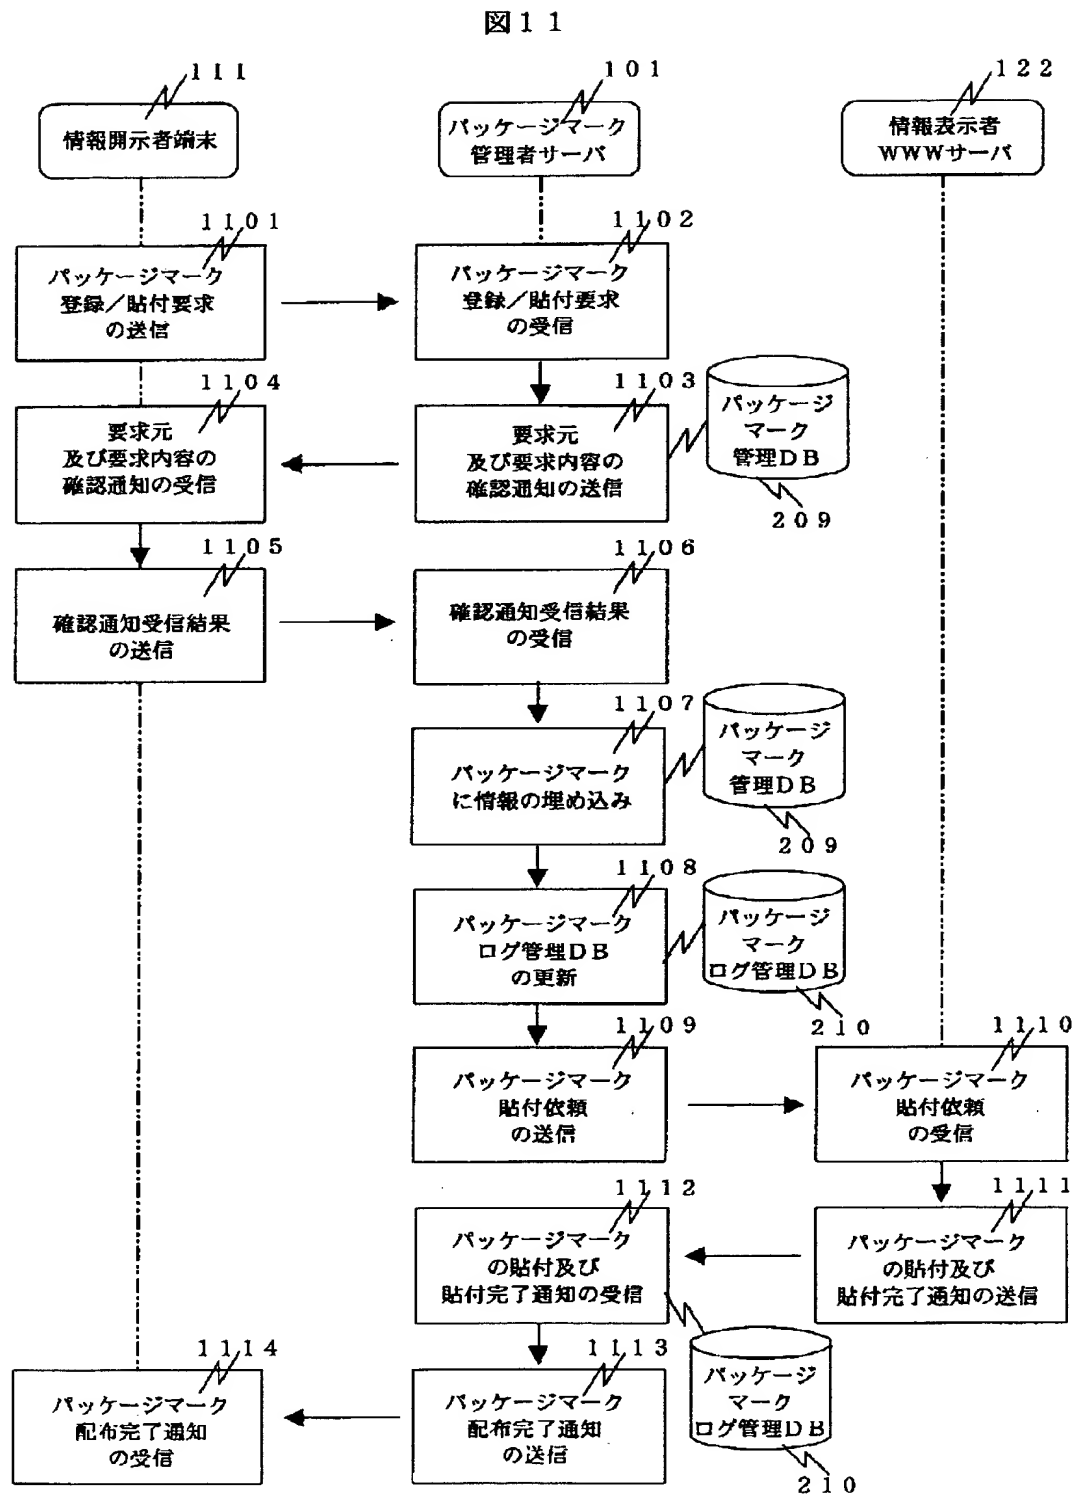 図１１
１１１
情報開示者端末
１０１
パッケージマーク
管理者サーバ
１２２
情報表示者
ＷＷＷサーバ
１１０１
パッケージマーク
登録／貼付要求
の送信
１１０２
パッケージマーク
登録／貼付要求
の受信
１１０４
要求元
及び要求内容の
確認通知の受信
１１０３
要求元
及び要求内容の
確認通知の送信
パッケージ
マーク
管理ＤＢ
２０９
１１０５
確認通知受信結果
の送信
１１０６
確認通知受信結果
の受信
１１０７
パッケージマーク
に情報の埋め込み
パッケージ
マーク
管理ＤＢ
２０９
１１０８
パッケージマーク
ログ管理ＤＢ
の更新
パッケージ
マーク
ログ管理ＤＢ
２１０
１１０９
パッケージマーク
貼付依頼
の送信
１１１０
パッケージマーク
貼付依頼
の受信
１１１２
パッケージマーク
の貼付及び
貼付完了通知の受信
１１１１
パッケージマーク
の貼付及び
貼付完了通知の送信
１１１４
パッケージマーク
配布完了通知
の受信
１１１３
パッケージマーク
配布完了通知
の送信
パッケージ
マーク
ログ管理ＤＢ
２１０